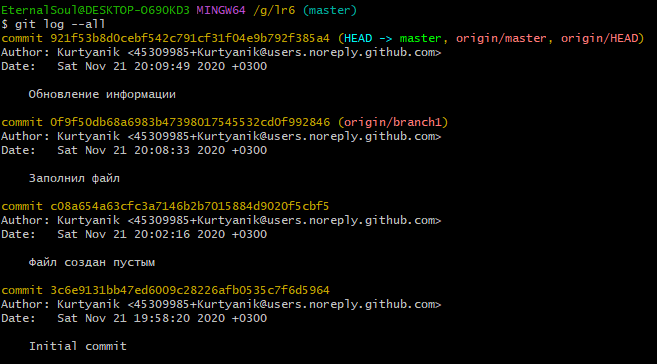 EternalSoul@DESKTOP-O69OKD3 MINGW64 /g/lr6 (master)
$ git log --all
commit 921f53b8d0cebf542c791cf31f04e9b792f385a4 (HEAD -> master, origin/master, origin/HEAD)
Author: Kurtyanik <45309985+Kurtyanik@users.noreply.github.com>
Date:   Sat Nov 21 20:09:49 2020 +0300
Обновление информации
commit 0f9f50db68a6983b47398017545532cd0f992846 (origin/branch1)
Author: Kurtyanik <45309985+Kurtyanik@users.noreply.github.com>
Date:   Sat Nov 21 20:08:33 2020 +0300
Заполнил файл
commit c08a654a63cfc3a7146b2b7015884d9020f5cbf5
Author: Kurtyanik <45309985+Kurtyanik@users.noreply.github.com>
Date:   Sat Nov 21 20:02:16 2020 +0300
Файл создан пустым
commit 3c6e9131bb47ed6009c28226afb0535c7f6d5964
Author: Kurtyanik <45309985+Kurtyanik@users.noreply.github.com>
Date:   Sat Nov 21 19:58:20 2020 +0300
Initial commit